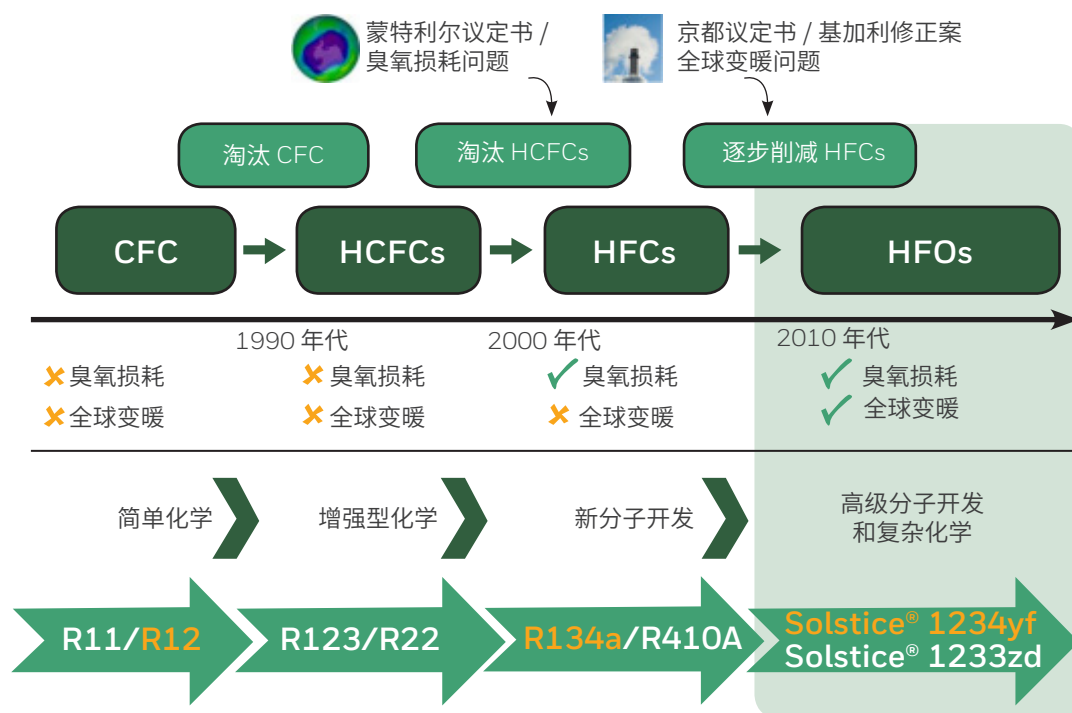 蒙特利尔议定书 /
臭氧损耗问题
京都议定书 / 基加利修正案
全球变暖问题
淘汰 CFC
淘汰 HCFCs
逐步削减 HFCs
CFC
HCFCs
HFCs
HFOs
1990 年代
2000 年代
2010 年代
✘ 臭氧损耗
✘ 臭氧损耗
✓ 臭氧损耗
✓ 臭氧损耗
✘ 全球变暖
✘ 全球变暖
✘ 全球变暖
✓ 全球变暖
简单化学
增强型化学
新分子开发
高级分子开发
和复杂化学
R11/R12
R123/R22
R134a/R410A
Solstice® 1234yf
Solstice® 1233zd